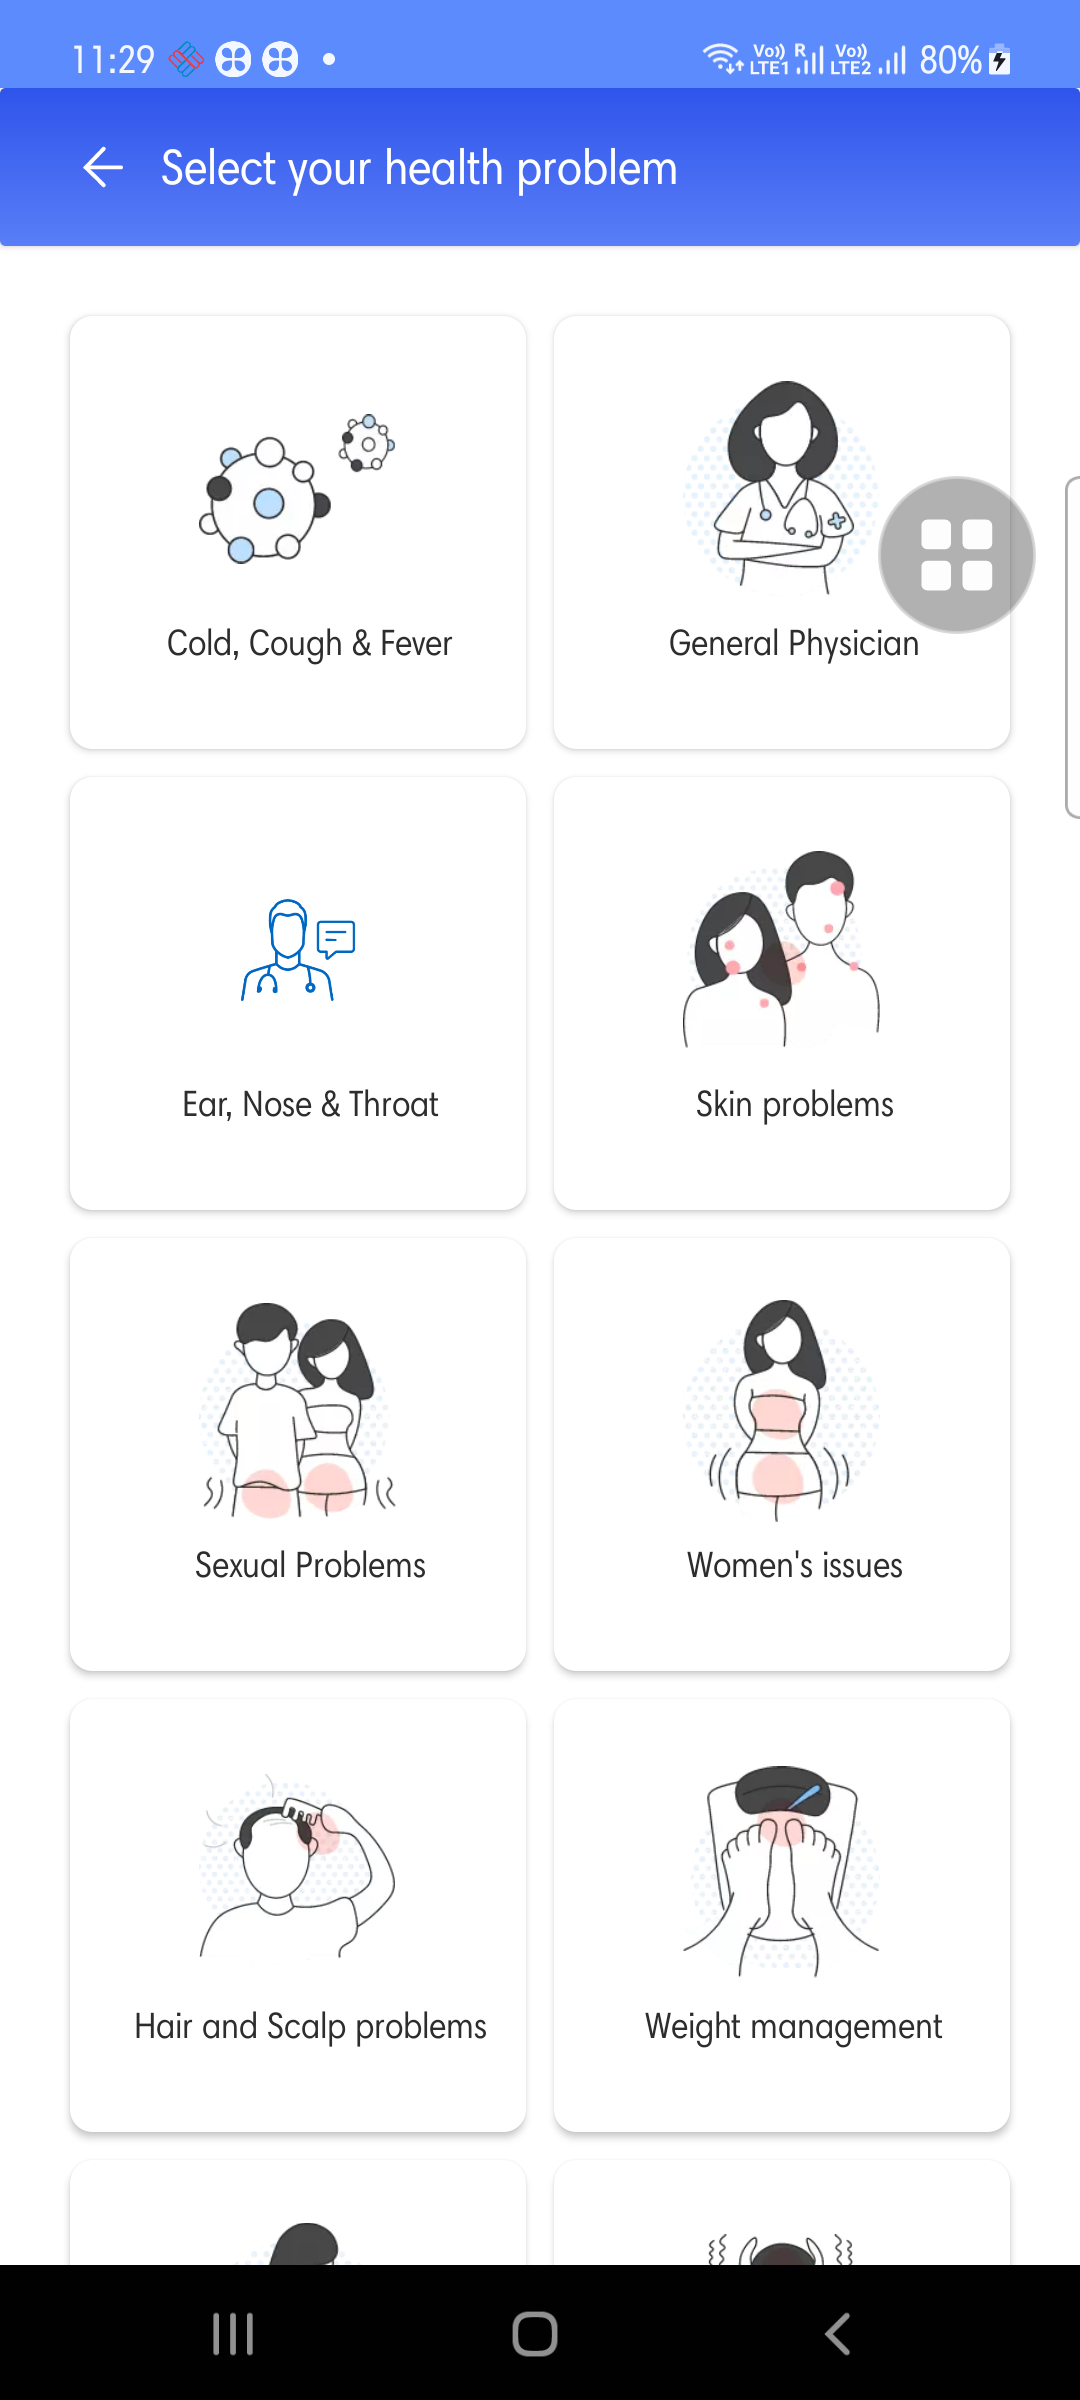 11:29
Vo)) R Vo)) 80%
LTE1 LTE2
Select your health problem
Cold, Cough & Fever
General Physician
Ear, Nose & Throat
Skin problems
Sexual Problems
Women's issues
Hair and Scalp problems
Weight management